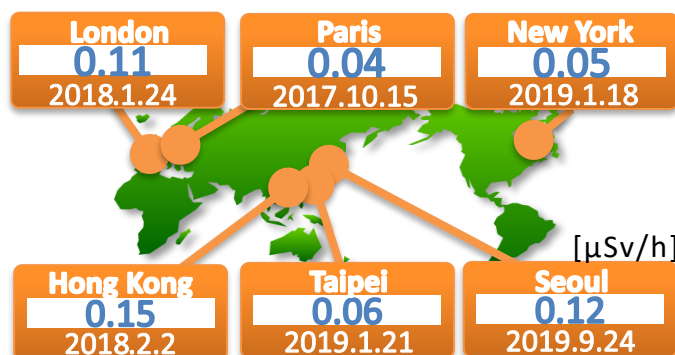 London
0.11
2018.1.24
Paris
0.04
2017.10.15
New York
0.05
2019.1.18
[μSv/h]
Hong Kong
0.15
2018.2.2
Taipei
0.06
2019.1.21
Seoul
0.12
2019.9.24